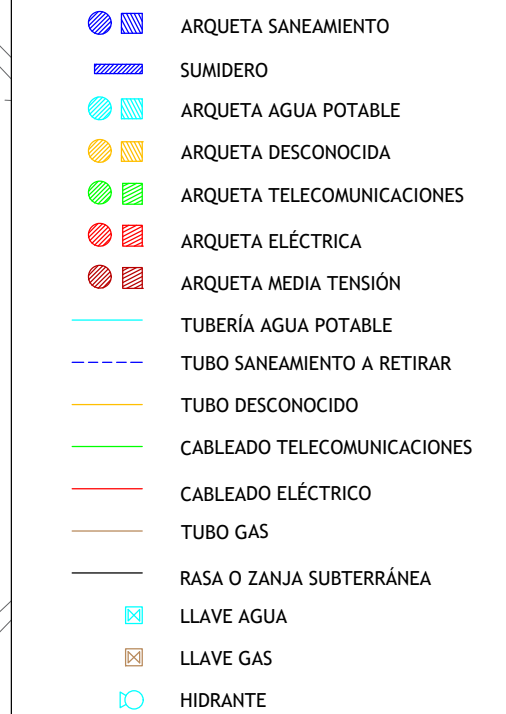 ARQUETA SANEAMIENTO
SUMIDERO
ARQUETA AGUA POTABLE
ARQUETA DESCONOCIDA
ARQUETA TELECOMUNICACIONES
ARQUETA ELÉCTRICA
ARQUETA MEDIA TENSIÓN
TUBERÍA AGUA POTABLE
TUBO SANEAMIENTO A RETIRAR
TUBO DESCONOCIDO
CABLEADO TELECOMUNICACIONES
CABLEADO ELÉCTRICO
TUBO GAS
RASA O ZANJA SUBTERRÁNEA
LLAVE AGUA
LLAVE GAS
HIDRANTE